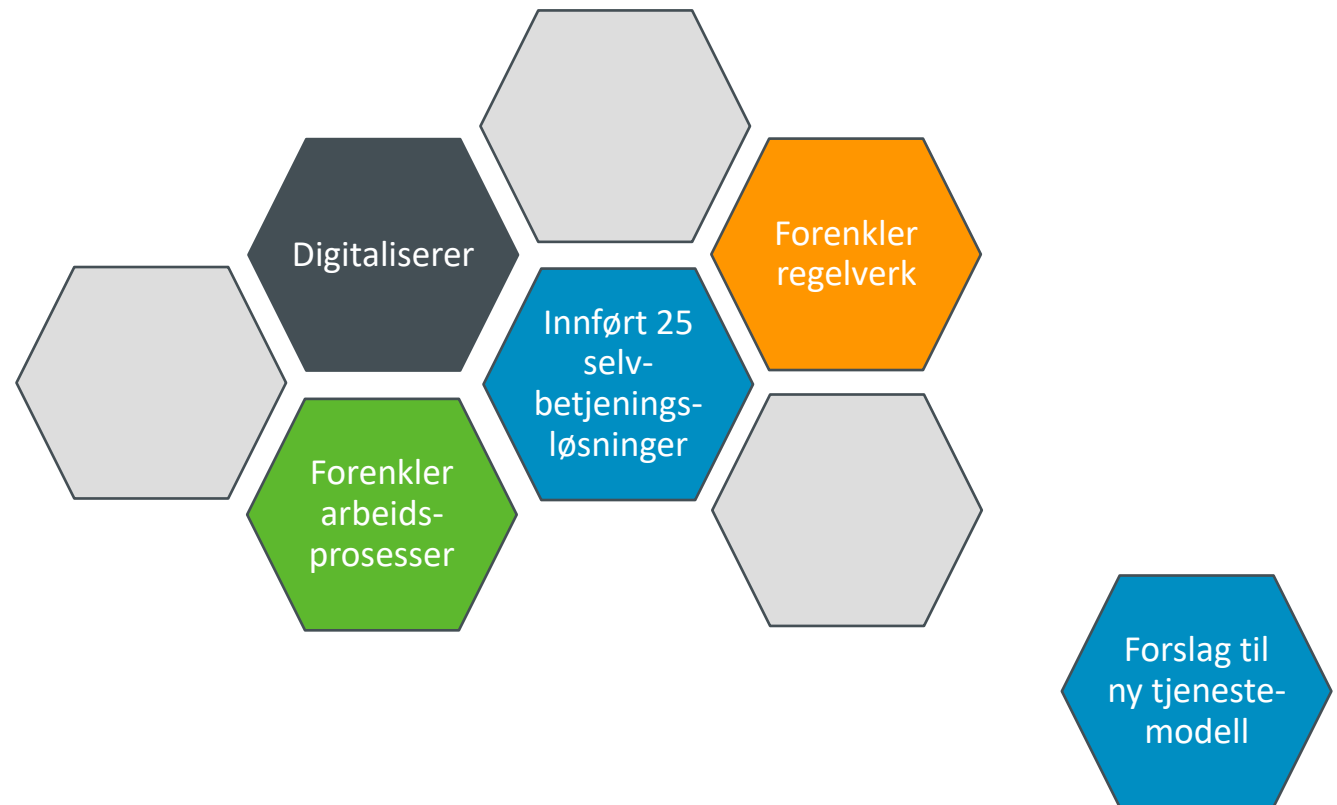 Digitaliserer
Forenkler
regelverk
Innført 25
selv-
betjenings-
løsninger
Forenkler
arbeids-
prosesser
Forslag til
ny tjeneste-
modell